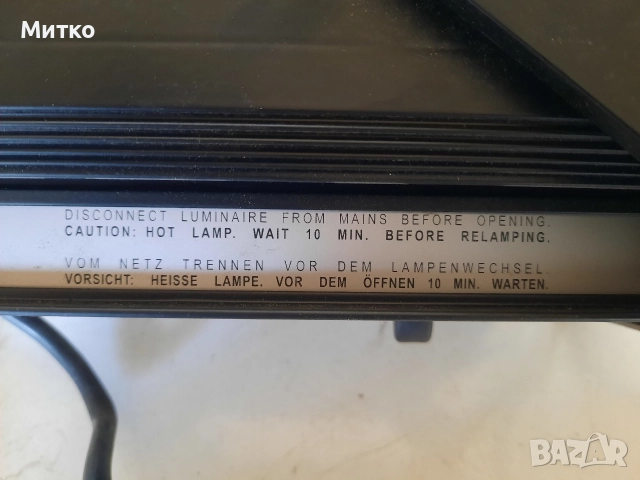 Митко
DISCONNECT LUMINAIRE FROM MAINS BEFORE OPENING.
CAUTION: HOT LAMP. WAIT 10 MIN. BEFORE RELAMPING.
VOM NETZ TRENNEN VOR DEM LAMPENWECHSEL
VORSICHT: HEISSE LAMPE. VOR DEM ÖFFNEN 10 MIN. WARTEN.
BAZAR